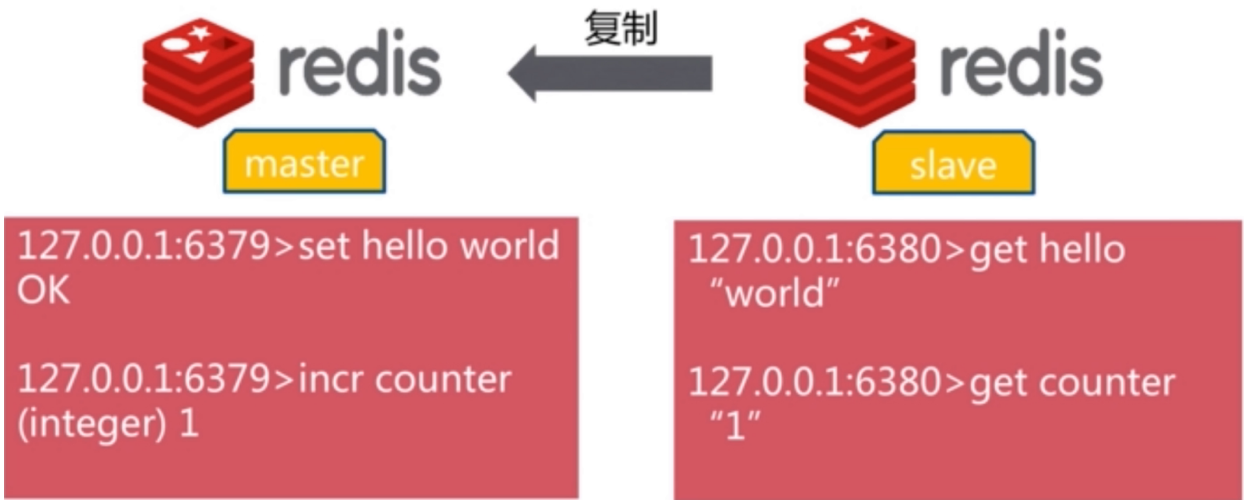 redis
复制
redis
master
slave
127.0.0.1:6379>set hello world
OK
127.0.0.1:6379>incr counter
(integer) 1
127.0.0.1:6380>get hello
“world”
127.0.0.1:6380>get counter
“1”